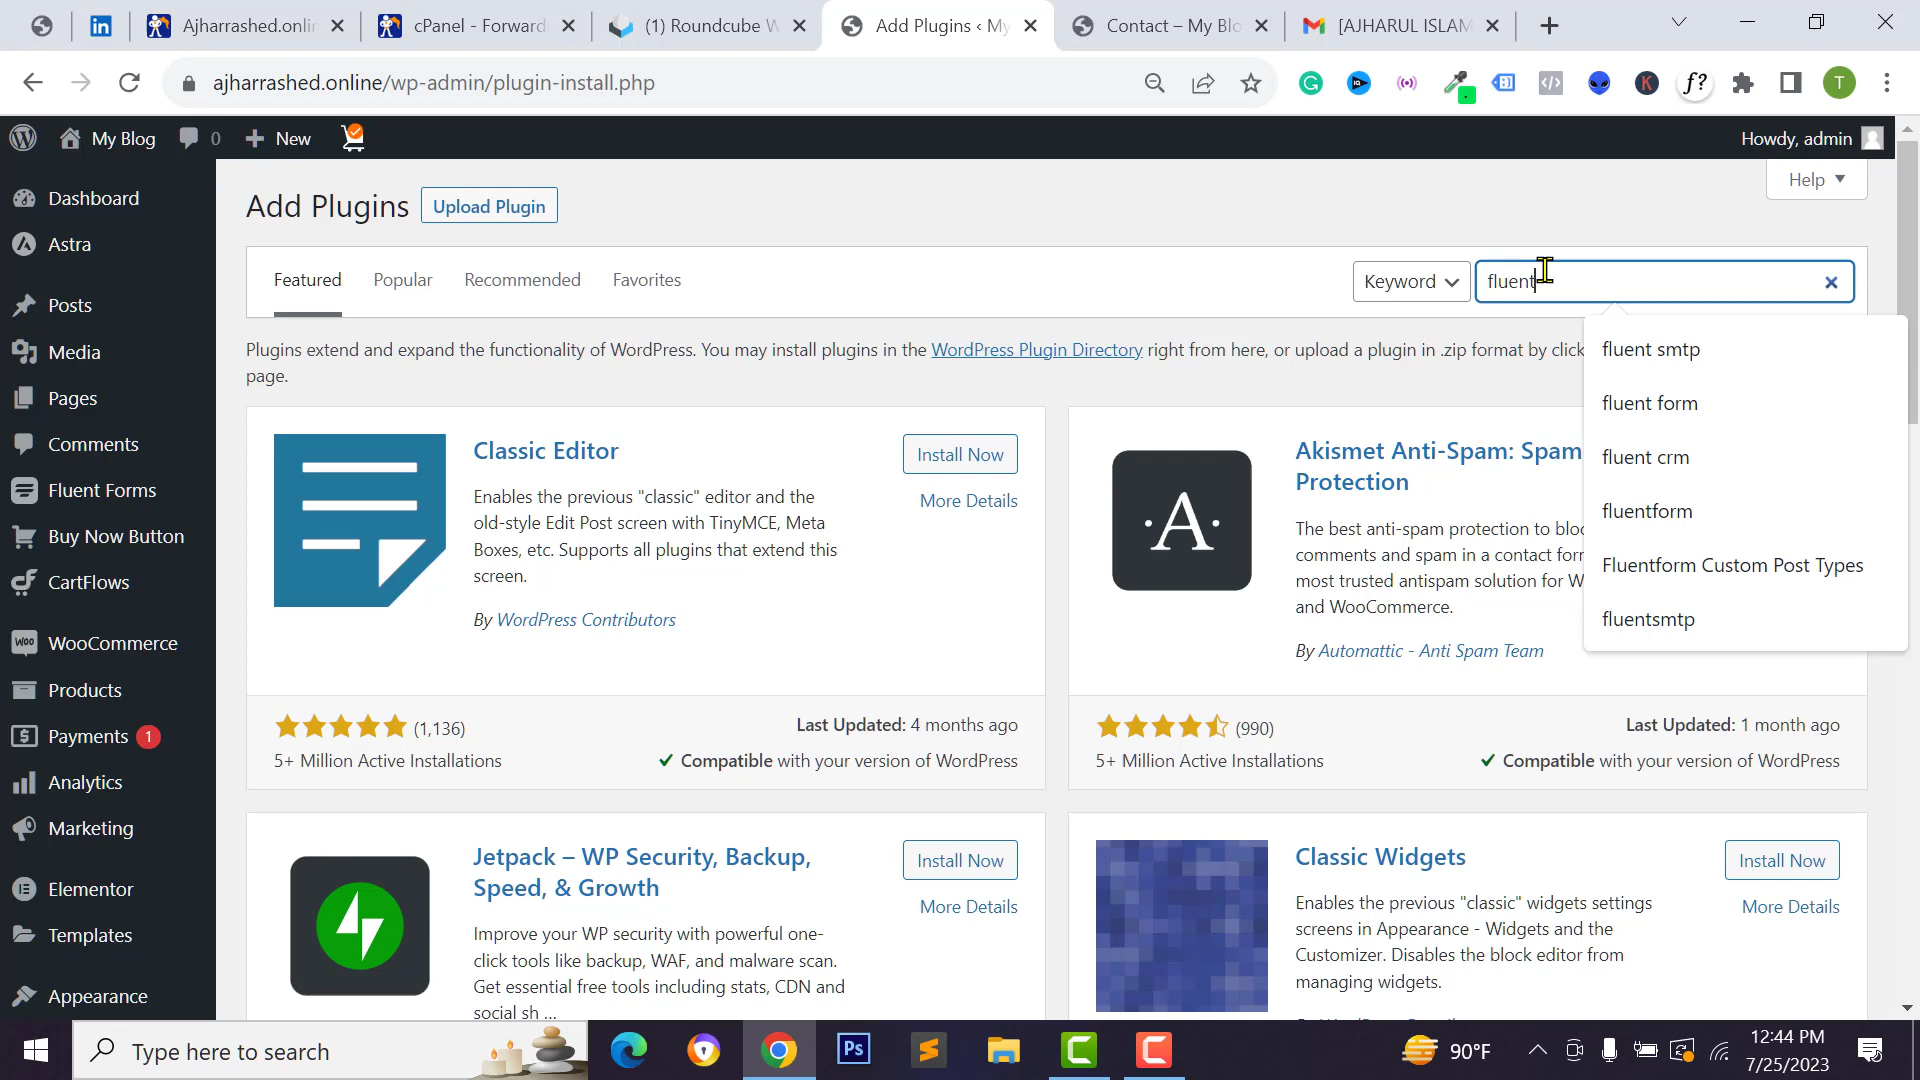 Ajharrashed.onlin
cPanel - Forward
(1) Roundcube W
Add Plugins ‹ My
Contact – My Blo
[AJHARUL ISLAM
ajharrashed.online/wp-admin/plugin-install.php
T
My Blog
0
New
Howdy, admin
Dashboard
Astra
Posts
Media
Pages
Comments
Fluent Forms
Buy Now Button
CartFlows
WooCommerce
Products
Payments 1
Analytics
Marketing
Elementor
Templates
Appearance
Add Plugins
Upload Plugin
Help
Featured
Popular
Recommended
Favorites
Keyword
fluent
fluent smtp
fluent form
fluent crm
fluentform
Fluentform Custom Post Types
fluentsmtp
Plugins extend and expand the functionality of WordPress. You may install plugins in the WordPress Plugin Directory right from here, or upload a plugin in .zip format by click
page.
Classic Editor
Install Now
More Details
Enables the previous "classic" editor and the
old-style Edit Post screen with TinyMCE, Meta
Boxes, etc. Supports all plugins that extend this
screen.
By WordPress Contributors
(1,136)
Last Updated: 4 months ago
5+ Million Active Installations
Compatible with your version of WordPress
Akismet Anti-Spam: Spam
Protection
The best anti-spam protection to bloc
comments and spam in a contact for
most trusted antispam solution for W
and WooCommerce.
By Automattic - Anti Spam Team
(990)
Last Updated: 1 month ago
5+ Million Active Installations
Compatible with your version of WordPress
Jetpack – WP Security, Backup,
Speed, & Growth
Install Now
More Details
Improve your WP security with powerful one-
click tools like backup, WAF, and malware scan.
Get essential free tools including stats, CDN and
social sh ...
Classic Widgets
Install Now
More Details
Enables the previous "classic" widgets settings
screens in Appearance - Widgets and the
Customizer. Disables the block editor from
managing widgets.
Type here to search
90°F
12:44 PM
7/25/2023